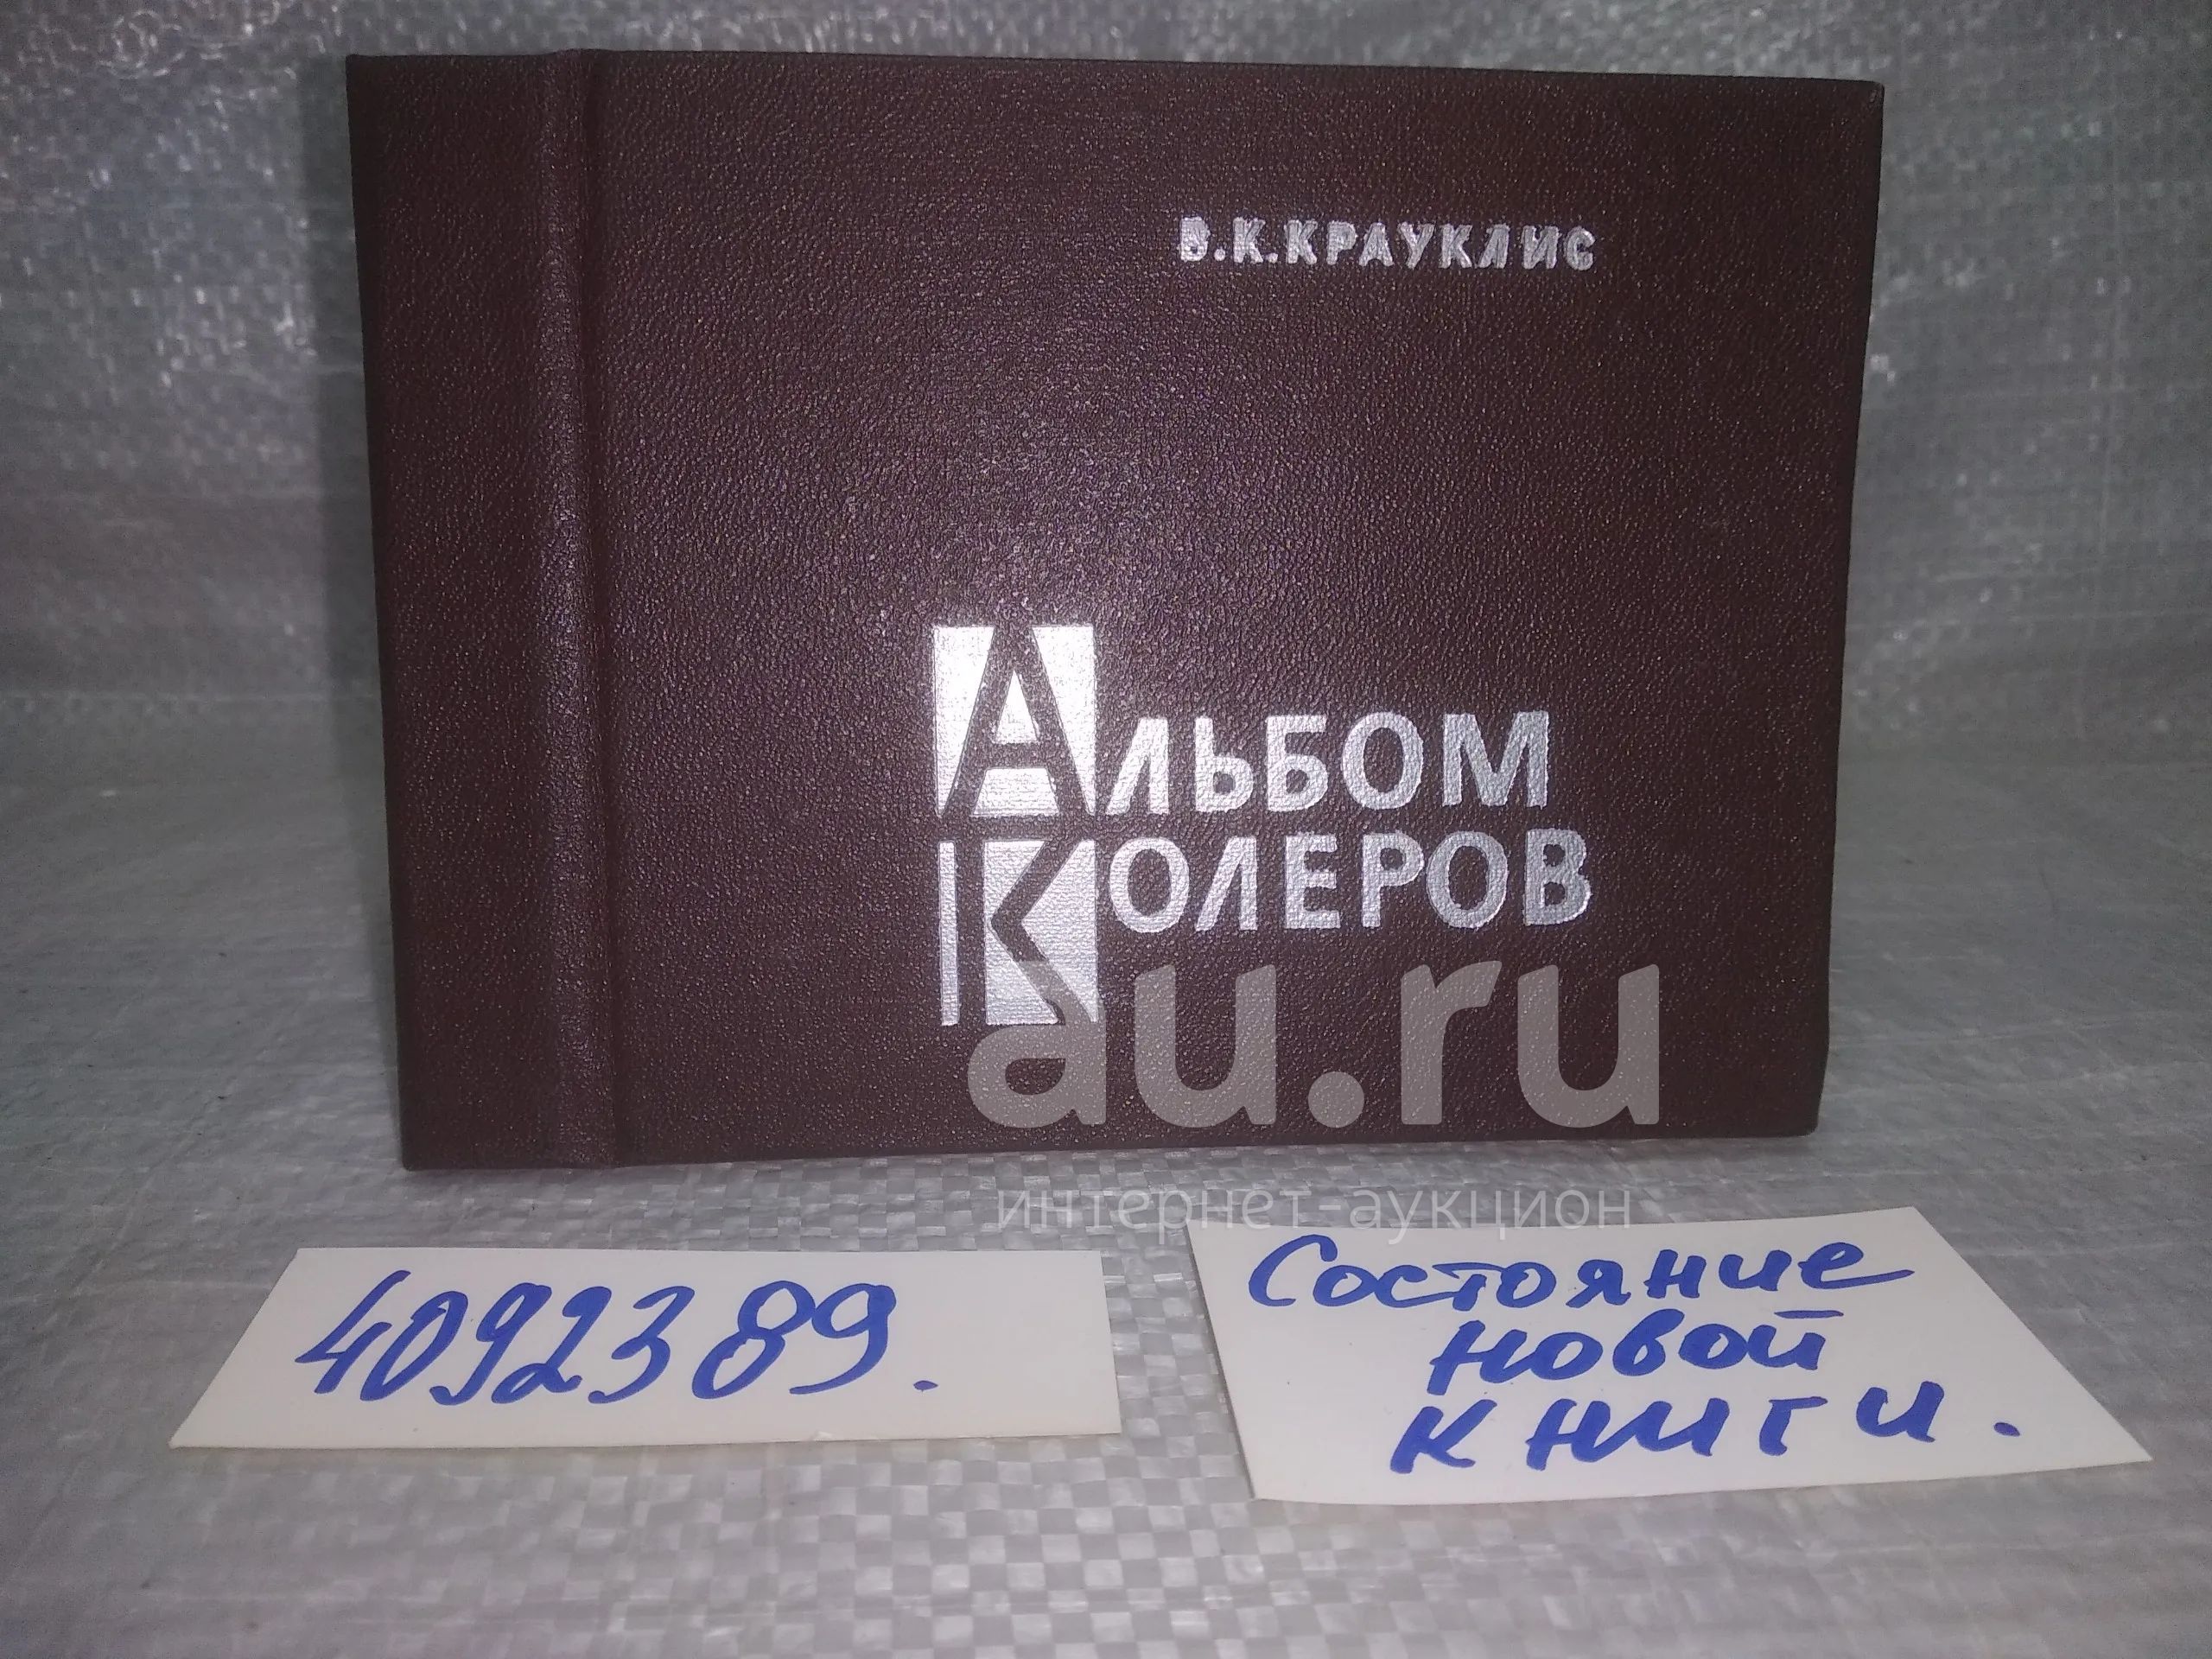 В.К.КРАУКЛИС
АЛЬБОМ
КОЛЕРОВ
au.ru
интернет-аукцион
4092389.
Состояние
новой
книги.